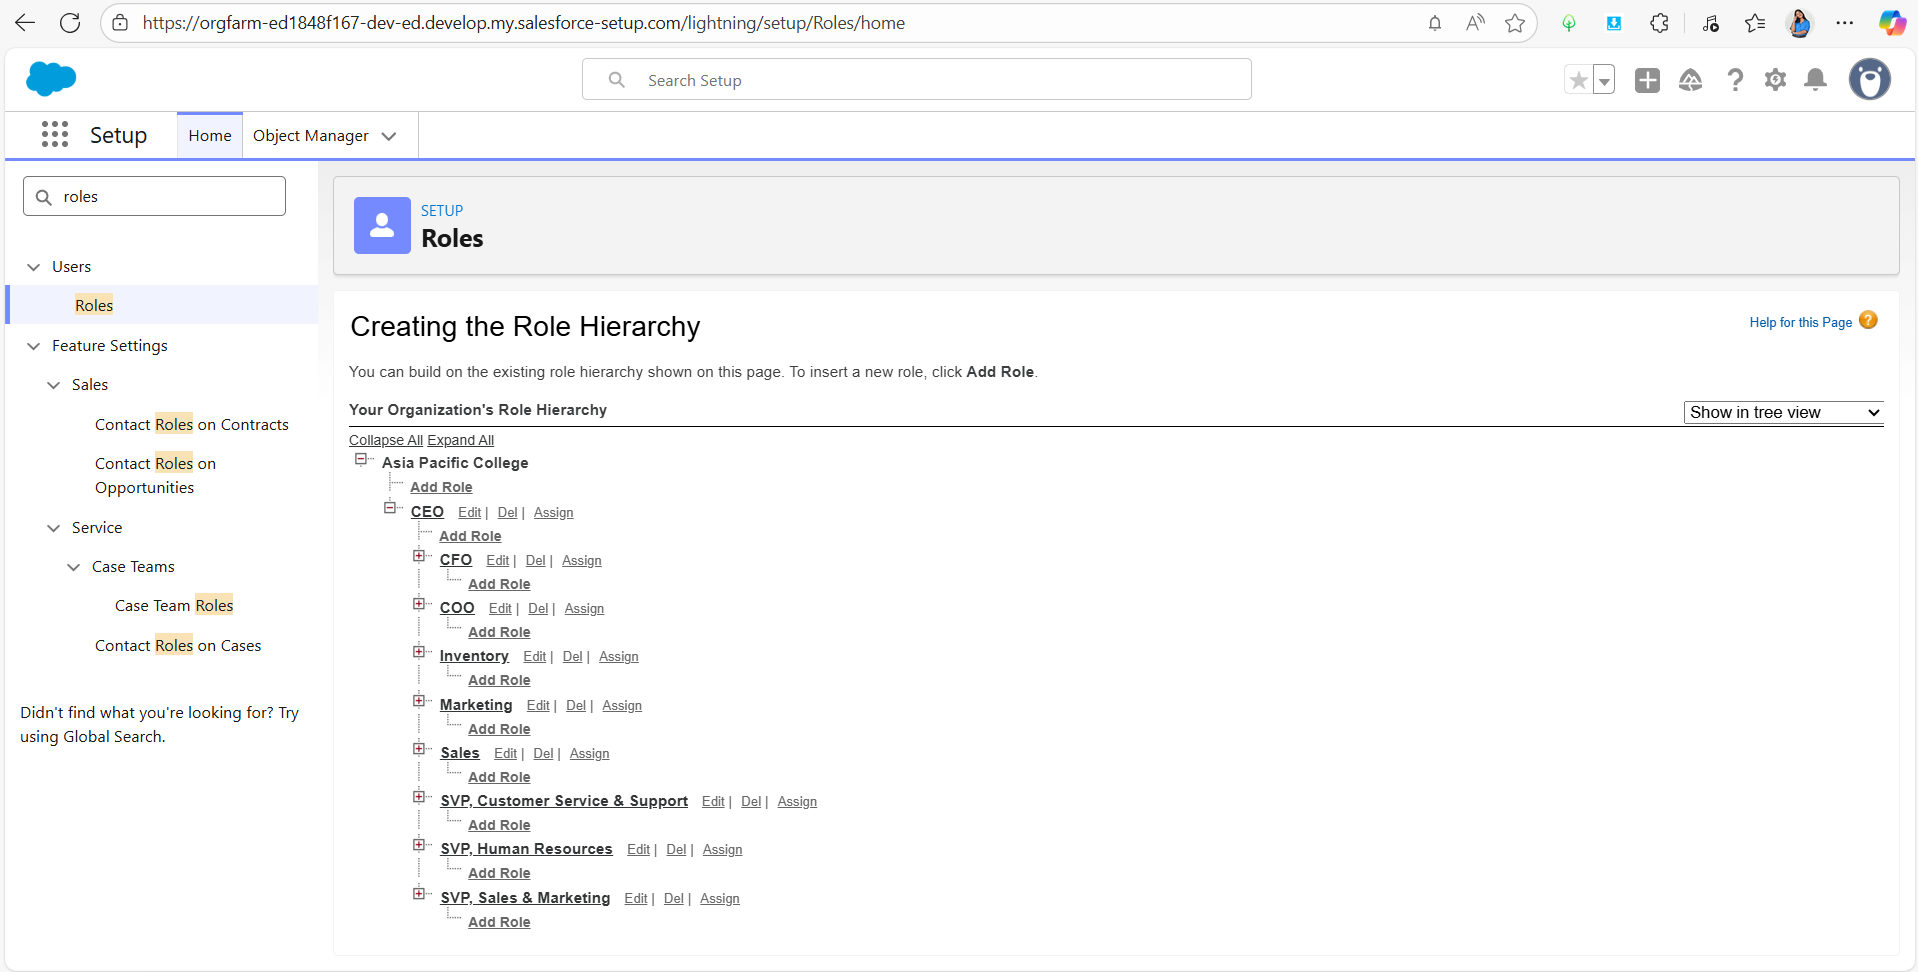 https://orgfarm-ed1848f167-dev-ed.develop.my.salesforce-setup.com/lightning/setup/Roles/home
Search Setup
Setup
Home
Object Manager
roles
Users
Roles
Feature Settings
Sales
Contact Roles on Contracts
Contact Roles on
Opportunities
Service
Case Teams
Case Team Roles
Contact Roles on Cases
Didn't find what you're looking for? Try
using Global Search.
SETUP
Roles
Creating the Role Hierarchy
Help for this Page ?
You can build on the existing role hierarchy shown on this page. To insert a new role, click Add Role.
Your Organization's Role Hierarchy
Show in tree view
Collapse All Expand All
Asia Pacific College
Add Role
CEO Edit | Del | Assign
Add Role
CFO Edit | Del | Assign
Add Role
COO Edit | Del | Assign
Add Role
Inventory Edit | Del | Assign
Add Role
Marketing Edit | Del | Assign
Add Role
Sales Edit | Del | Assign
Add Role
SVP, Customer Service & Support Edit | Del | Assign
Add Role
SVP, Human Resources Edit | Del | Assign
Add Role
SVP, Sales & Marketing Edit | Del | Assign
Add Role